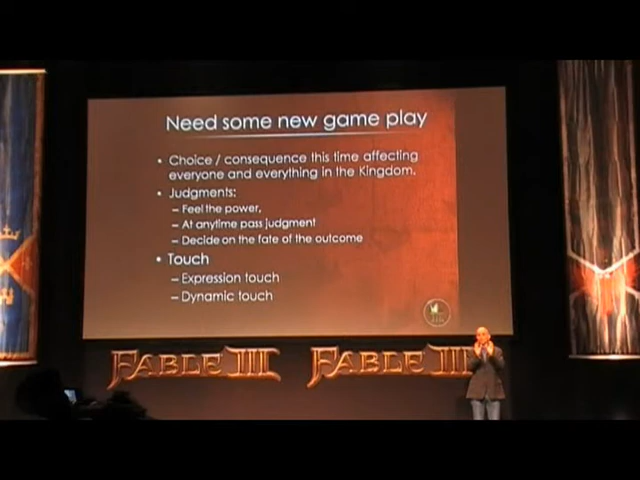 Need some new game play
• Choice / consequence this time affecting
everyone and everything in the Kingdom.
• Judgments:
– Feel the power,
– At anytime pass judgment
– Decide on the fate of the outcome
• Touch
– Expression touch
– Dynamic touch
FABLE III FABLE III